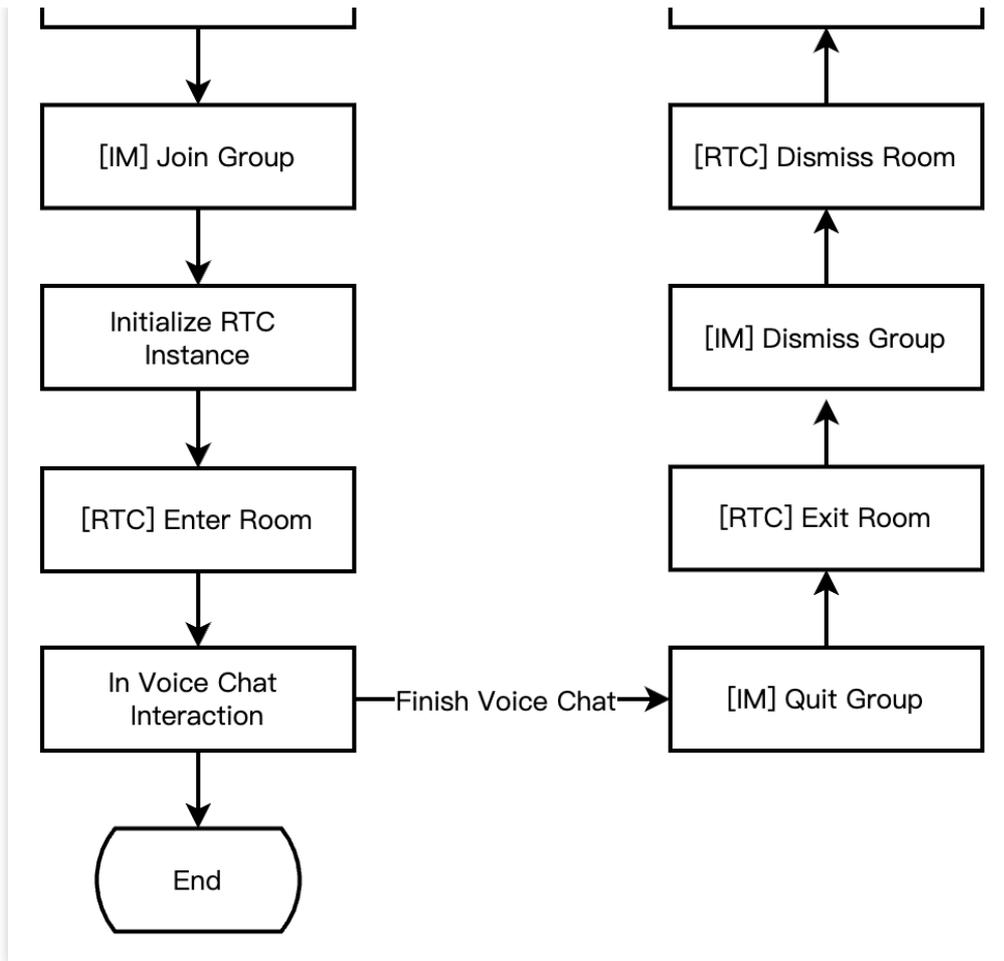 [IM] Join Group
Initialize RTC
Instance
[RTC] Enter Room
In Voice Chat
Interaction
End
Finish Voice Chat
[RTC] Dismiss Room
[IM] Dismiss Group
[RTC] Exit Room
[IM] Quit Group